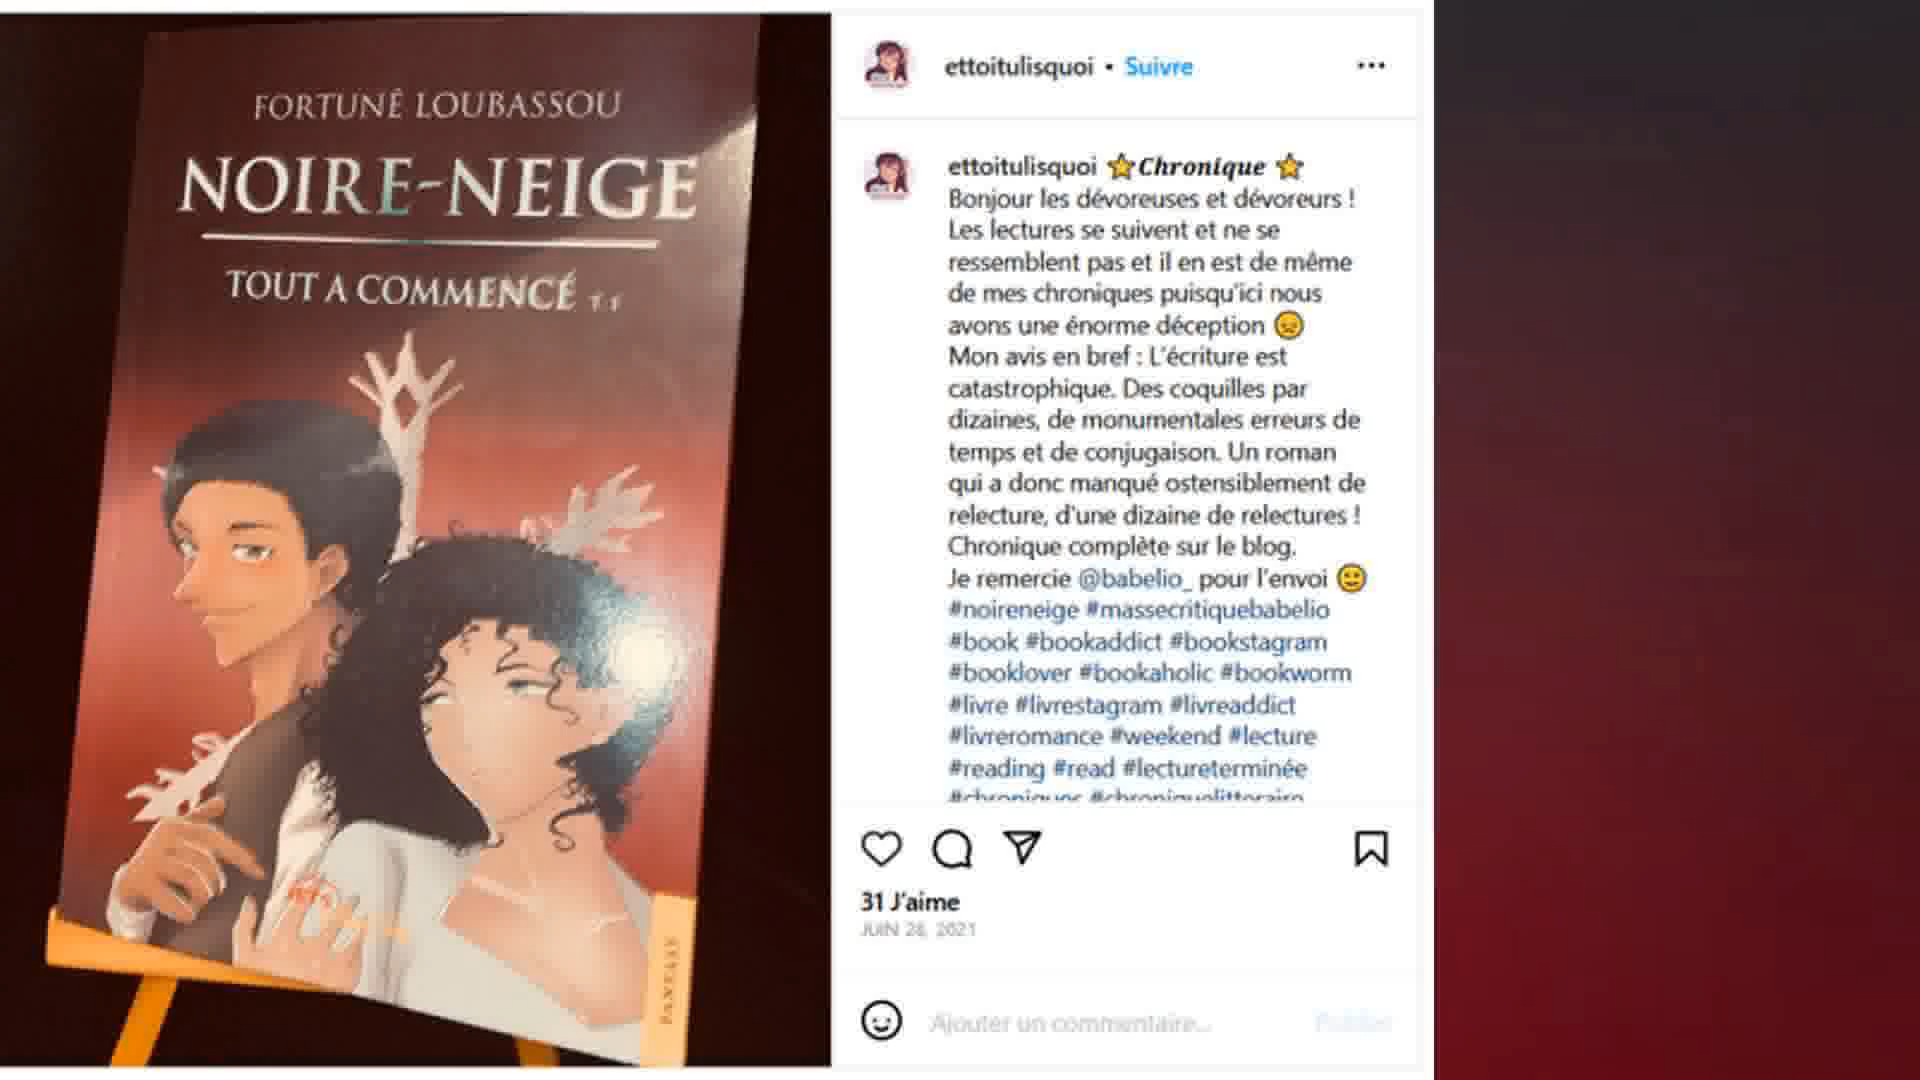 FORTUNÉ LOUBASSOU
NOIRE-NEIGE
TOUT A COMMENCÉ
FANTASY
ettoitulisquoi • Suivre
ettoitulisquoi ⭐Chronique ⭐
Bonjour les dévoreuses et dévoreurs !
Les lectures se suivent et ne se
ressemblent pas et il en est de même
de mes chroniques puisqu'ici nous
avons une énorme déception 😞
Mon avis en bref : L'écriture est
catastrophique. Des coquilles par
dizaines, de monumentales erreurs de
temps et de conjugaison. Un roman
qui a donc manqué ostensiblement de
relecture, d'une dizaine de relectures !
Chronique complète sur le blog.
Je remercie @babelio_ pour l'envoi 🙂
#noireneige #massecritiquebabelio
#book #bookaddict #bookstagram
#booklover #bookaholic #bookworm
#livre #livrestagram #livreaddict
#livreromance #weekend #lecture
#reading #read #lectureterminée
#chroniques #chroniquelitteraire
31 J'aime
JUIN 28, 2021
Ajouter un commentaire...
Publier